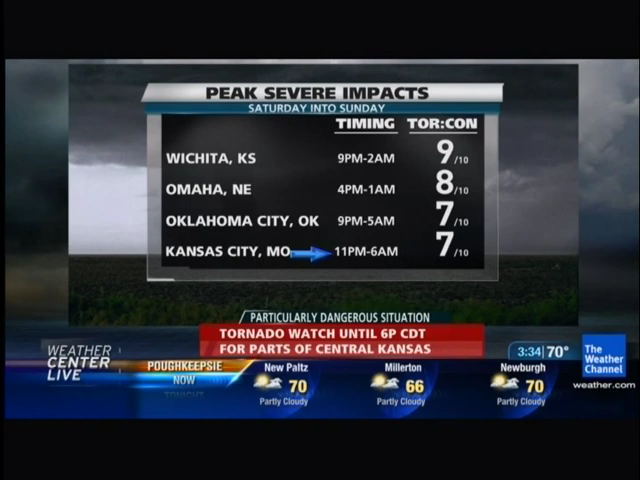 PEAK SEVERE IMPACTS
SATURDAY INTO SUNDAY
TIMING TOR:CON
WICHITA, KS 9PM-2AM 9/10
OMAHA, NE 4PM-1AM 8/10
OKLAHOMA CITY, OK 9PM-5AM 7/10
KANSAS CITY, MO 11PM-6AM 7/10
PARTICULARLY DANGEROUS SITUATION
TORNADO WATCH UNTIL 6P CDT
FOR PARTS OF CENTRAL KANSAS
WEATHER
CENTER
LIVE
3:34 70°
The
Weather
Channel
weather.com
POUGHKEEPSIE
NOW
TONIGHT
New Paltz
70
Partly Cloudy
Millerton
66
Partly Cloudy
Newburgh
70
Partly Cloudy